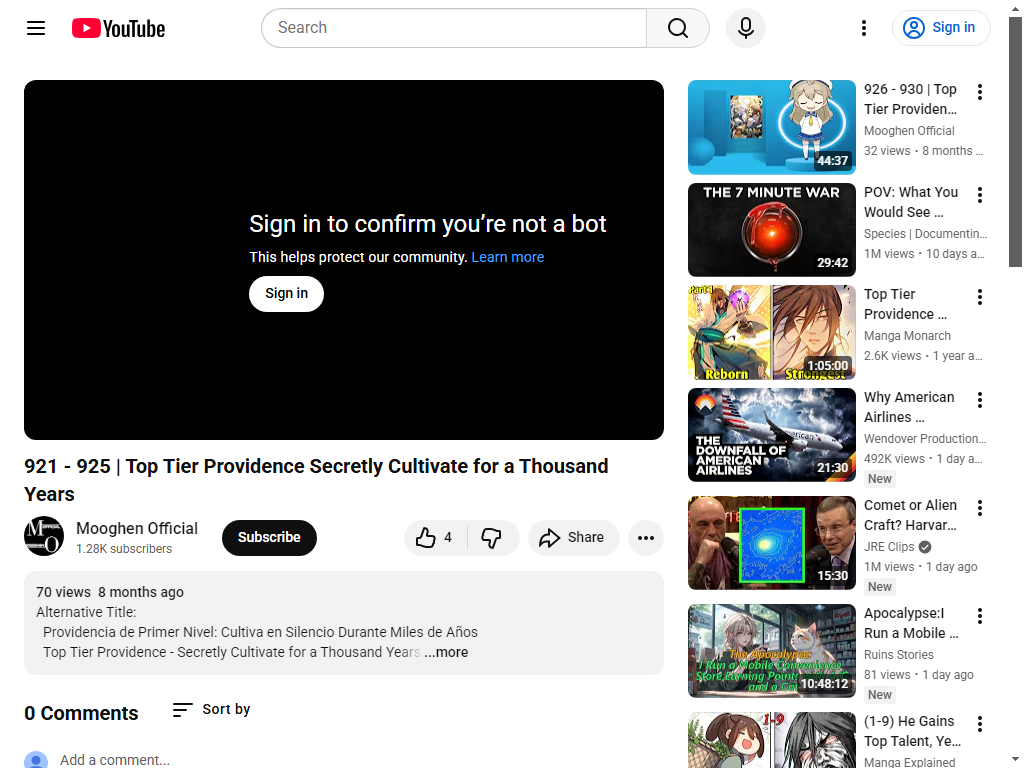 YouTube
Search
Sign in
Sign in to confirm you’re not a bot
This helps protect our community. Learn more
Sign in
921 - 925 | Top Tier Providence Secretly Cultivate for a Thousand
Years
Mooghen Official
1.28K subscribers
Subscribe
4
Share
70 views 8 months ago
Alternative Title:
Providencia de Primer Nivel: Cultiva en Silencio Durante Miles de Años
Top Tier Providence - Secretly Cultivate for a Thousand Years ...more
0 Comments
Sort by
Add a comment...
44:37
926 - 930 | Top
Tier Providen...
Mooghen Official
32 views • 8 months ...
THE 7 MINUTE WAR
29:42
POV: What You
Would See ...
Species | Documentin...
1M views • 10 days a...
Reborn
Strongest
1:05:00
Top Tier
Providence ...
Manga Monarch
2.6K views • 1 year a...
THE
DOWNFALL OF
AMERICAN
AIRLINES
21:30
Why American
Airlines ...
Wendover Production...
492K views • 1 day a...
New
15:30
Comet or Alien
Craft? Harvar...
JRE Clips
1M views • 1 day ago
New
The Apocalypse:
I Run a Mobile Convenience
Store,Earning Points
and a Cat
10:48:12
Apocalypse:I
Run a Mobile ...
Ruins Stories
81 views • 1 day ago
New
1-9
(1-9) He Gains
Top Talent, Ye...
Manga Explained